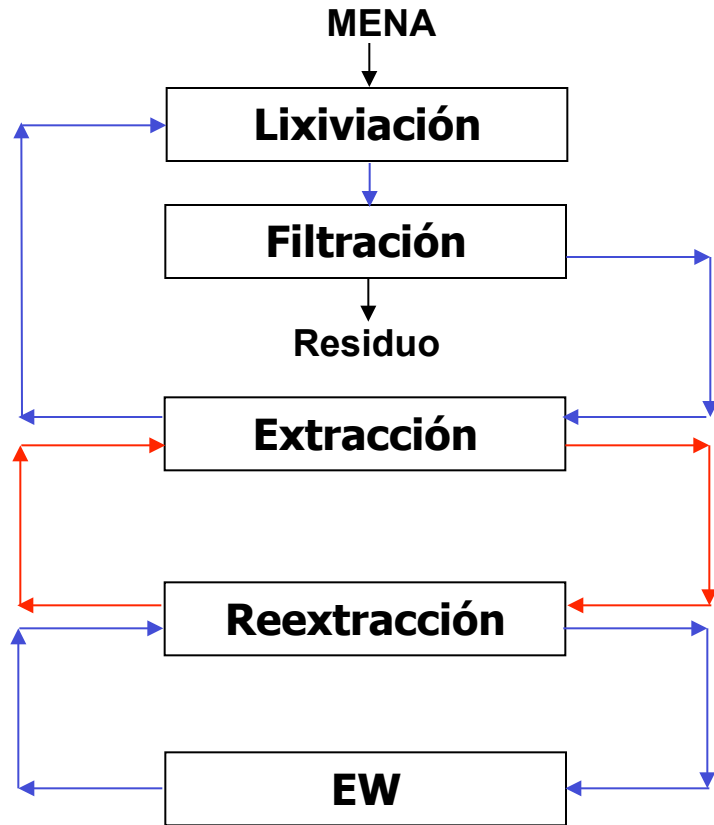 MENA
Lixiviación
Filtración
Residuo
Extracción
Reextracción
EW